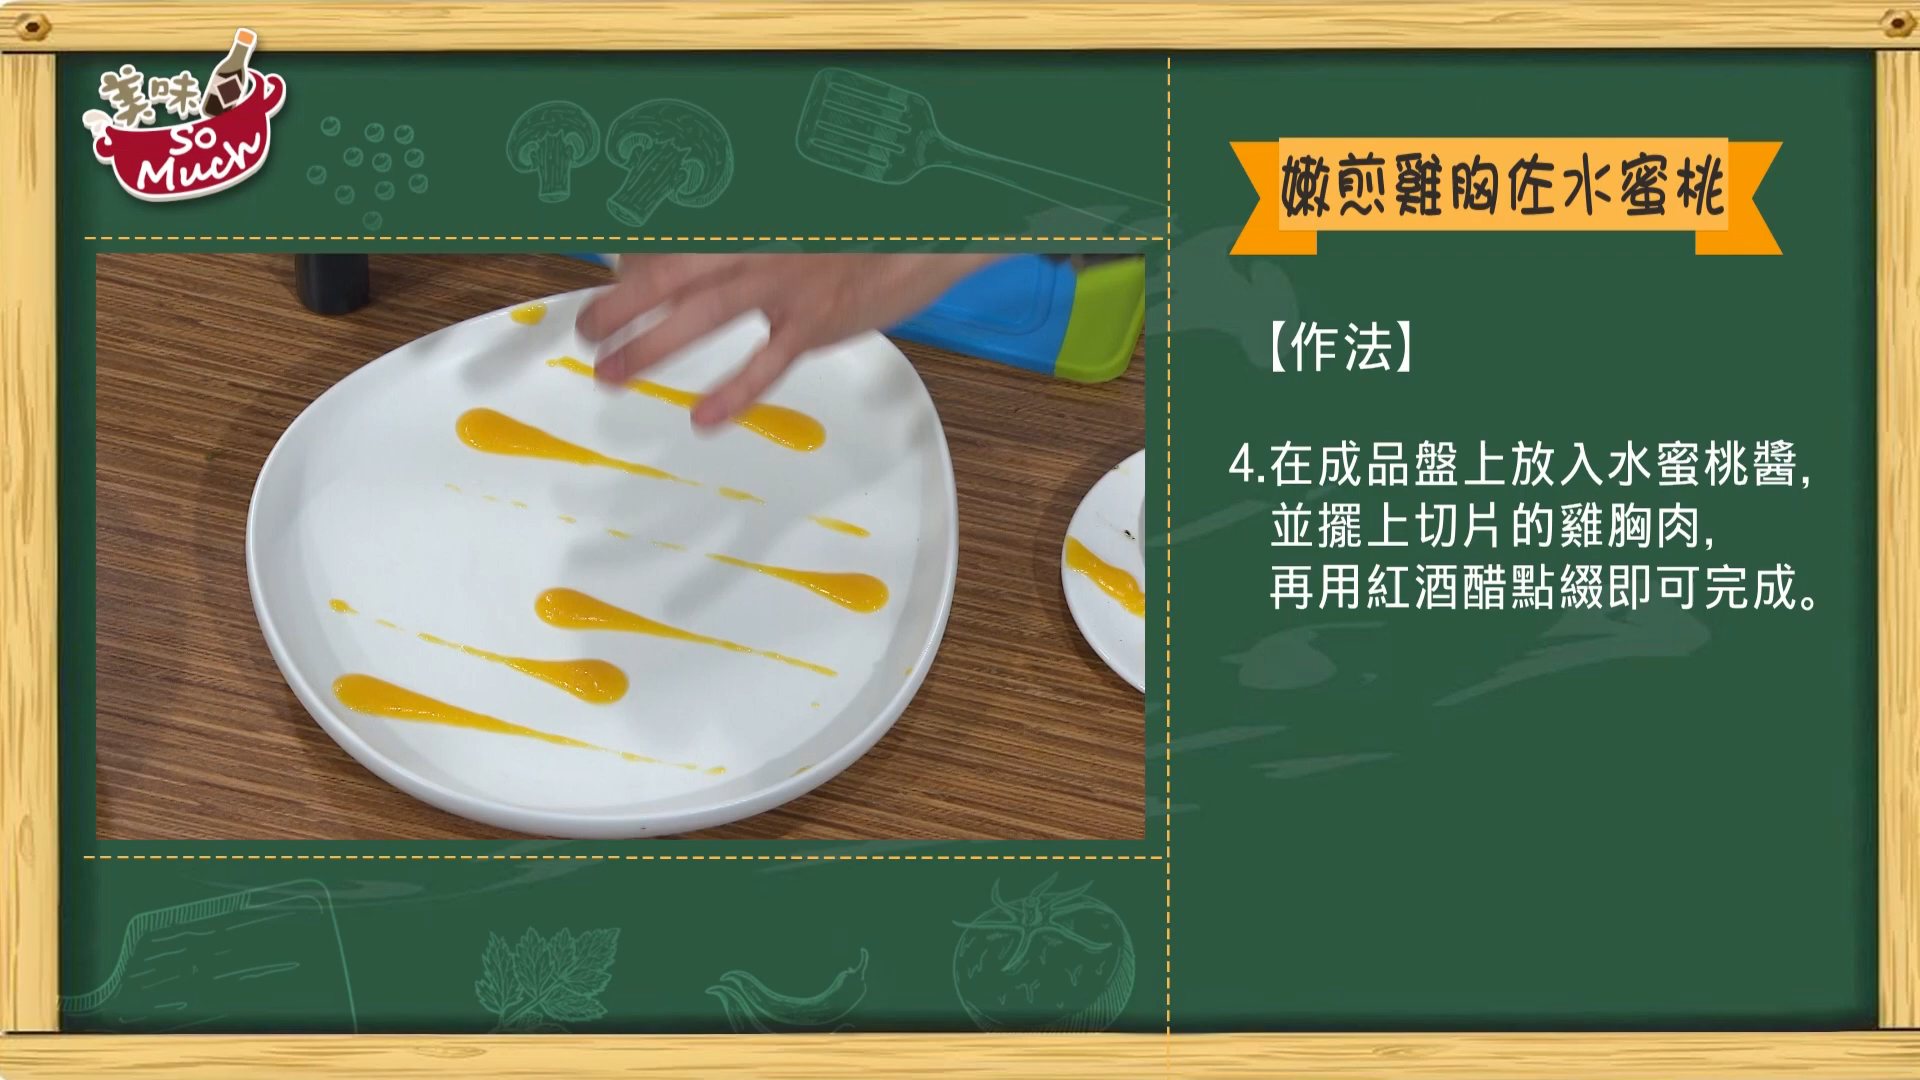 美味
So
Much
嫩煎雞胸佐水蜜桃
【作法】
4.在成品盤上放入水蜜桃醬,
並擺上切片的雞胸肉,
再用紅酒醋點綴即可完成。